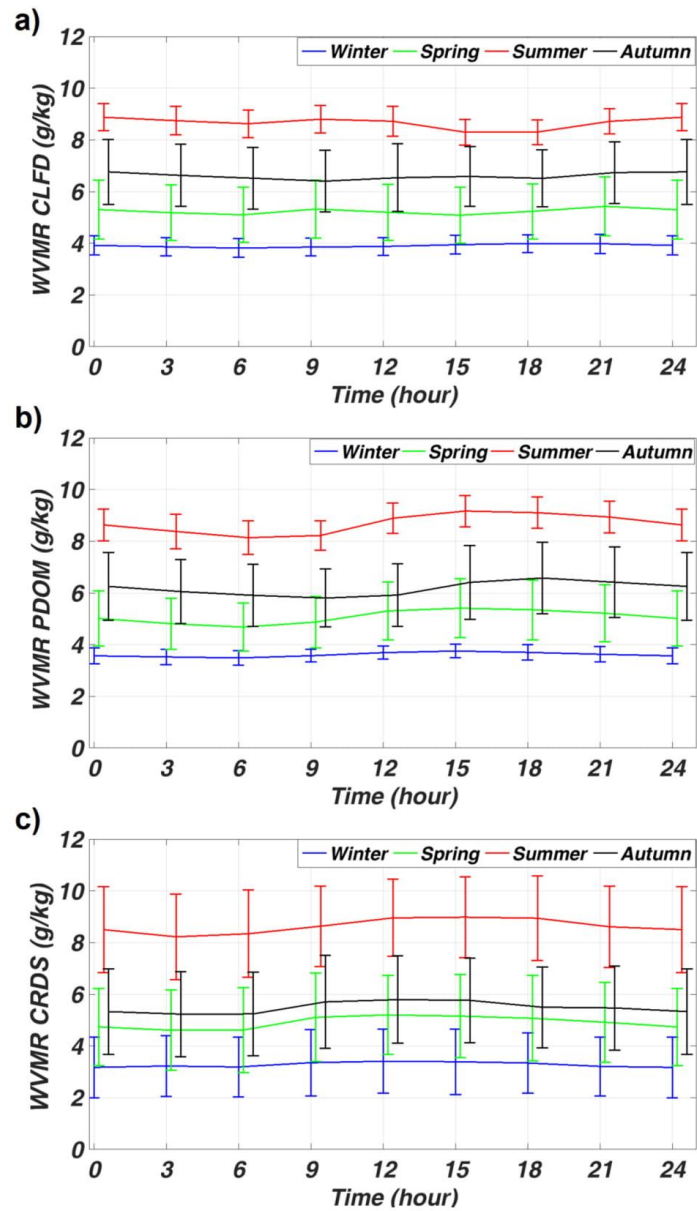 a)
12
Winter Spring Summer Autumn
10
8
6
4
2
0
WVMR CLFD (g/kg)
0 3 6 9 12 15 18 21 24
Time (hour)
b)
12
Winter Spring Summer Autumn
10
8
6
4
2
0
WVMR PDOM (g/kg)
0 3 6 9 12 15 18 21 24
Time (hour)
c)
12
Winter Spring Summer Autumn
10
8
6
4
2
0
WVMR CRDS (g/kg)
0 3 6 9 12 15 18 21 24
Time (hour)